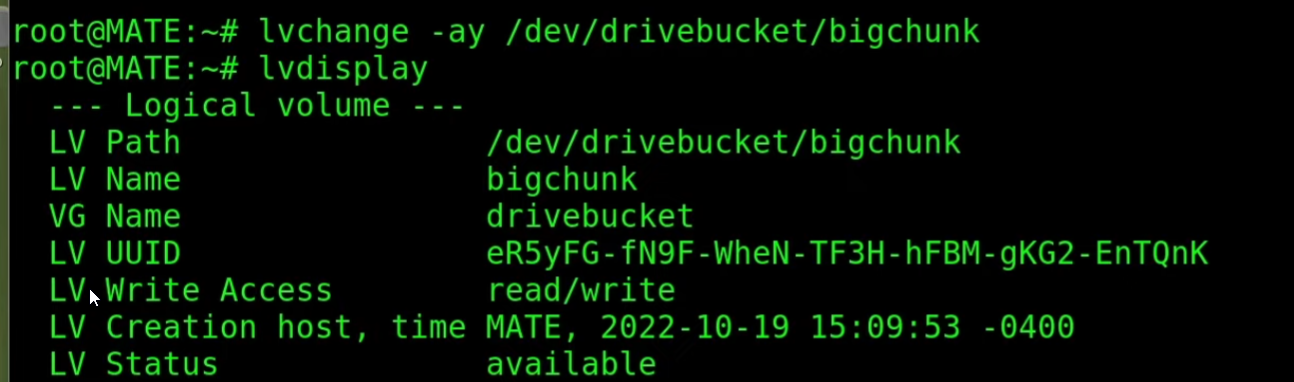 root@MATE:~# lvchange -ay /dev/drivebucket/bigchunk
root@MATE:~# lvdisplay
--- Logical volume ---
LV Path /dev/drivebucket/bigchunk
LV Name bigchunk
VG Name drivebucket
LV UUID eR5yFG-fN9F-WheN-TF3H-hFBM-gKG2-EnTQnK
LV Write Access read/write
LV Creation host, time MATE, 2022-10-19 15:09:53 -0400
LV Status available